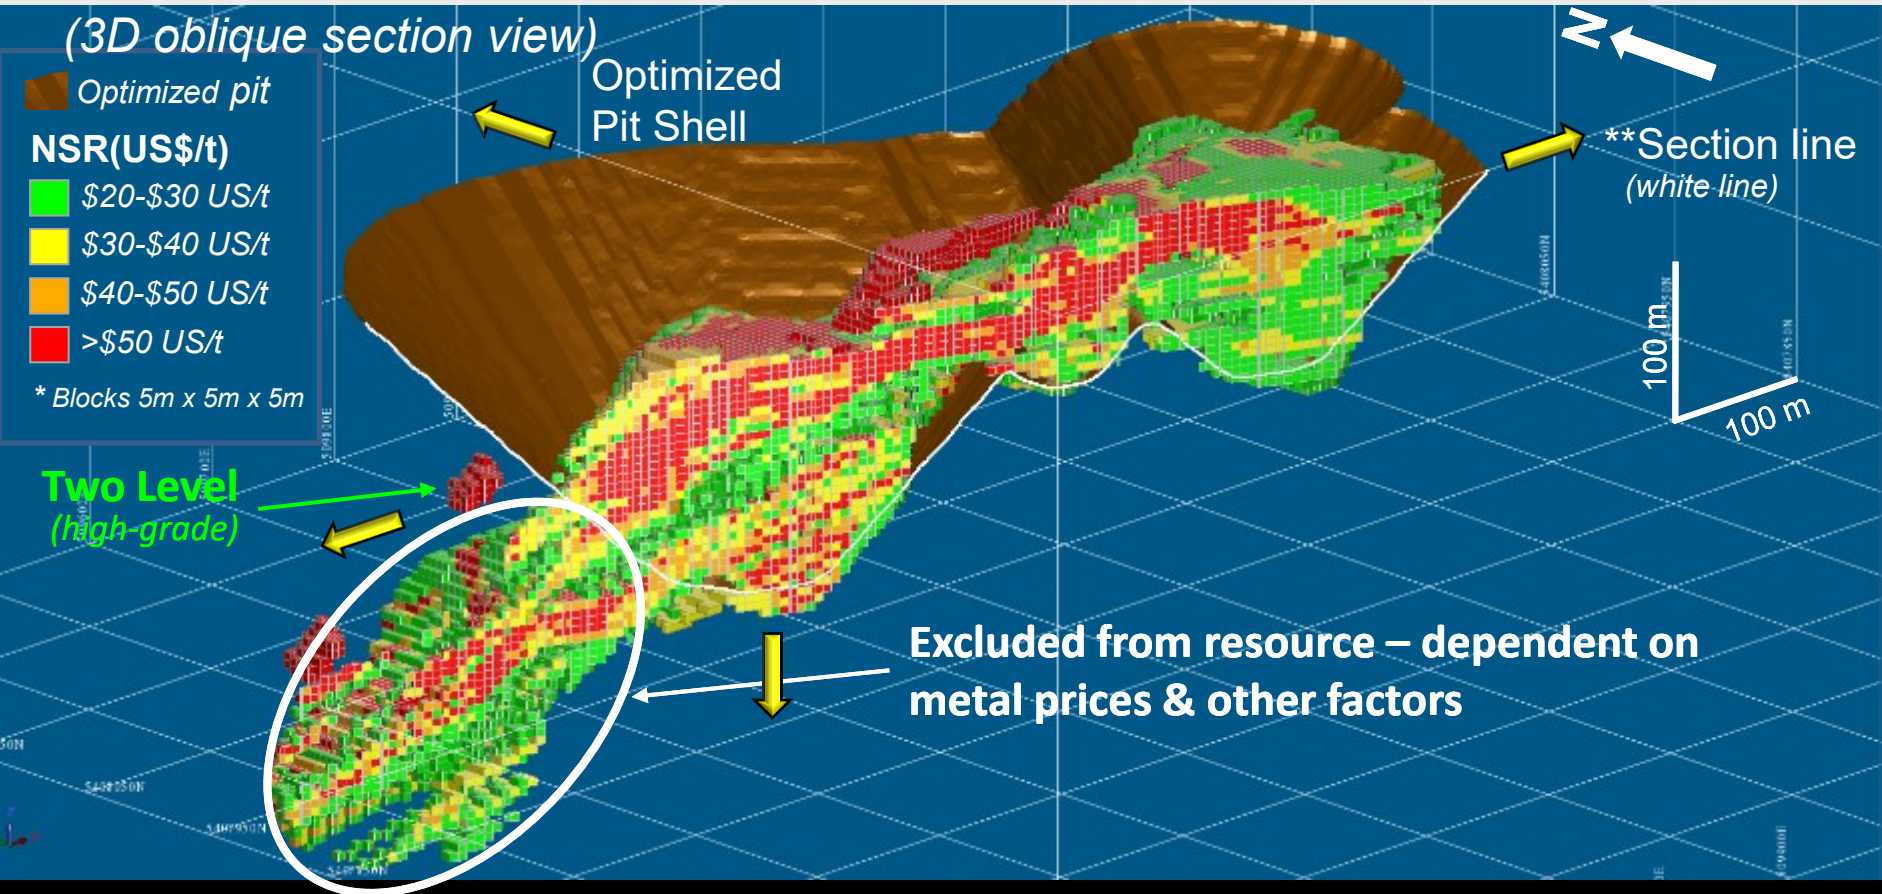 (3D oblique section view)
Optimized pit
NSR(US$/t)
$20-$30 US/t
$30-$40 US/t
$40-$50 US/t
>$50 US/t
* Blocks 5m x 5m x 5m
Optimized
Pit Shell
N
**Section line
(white line)
100 m
100 m
Two Level
(high-grade)
Excluded from resource – dependent on
metal prices & other factors